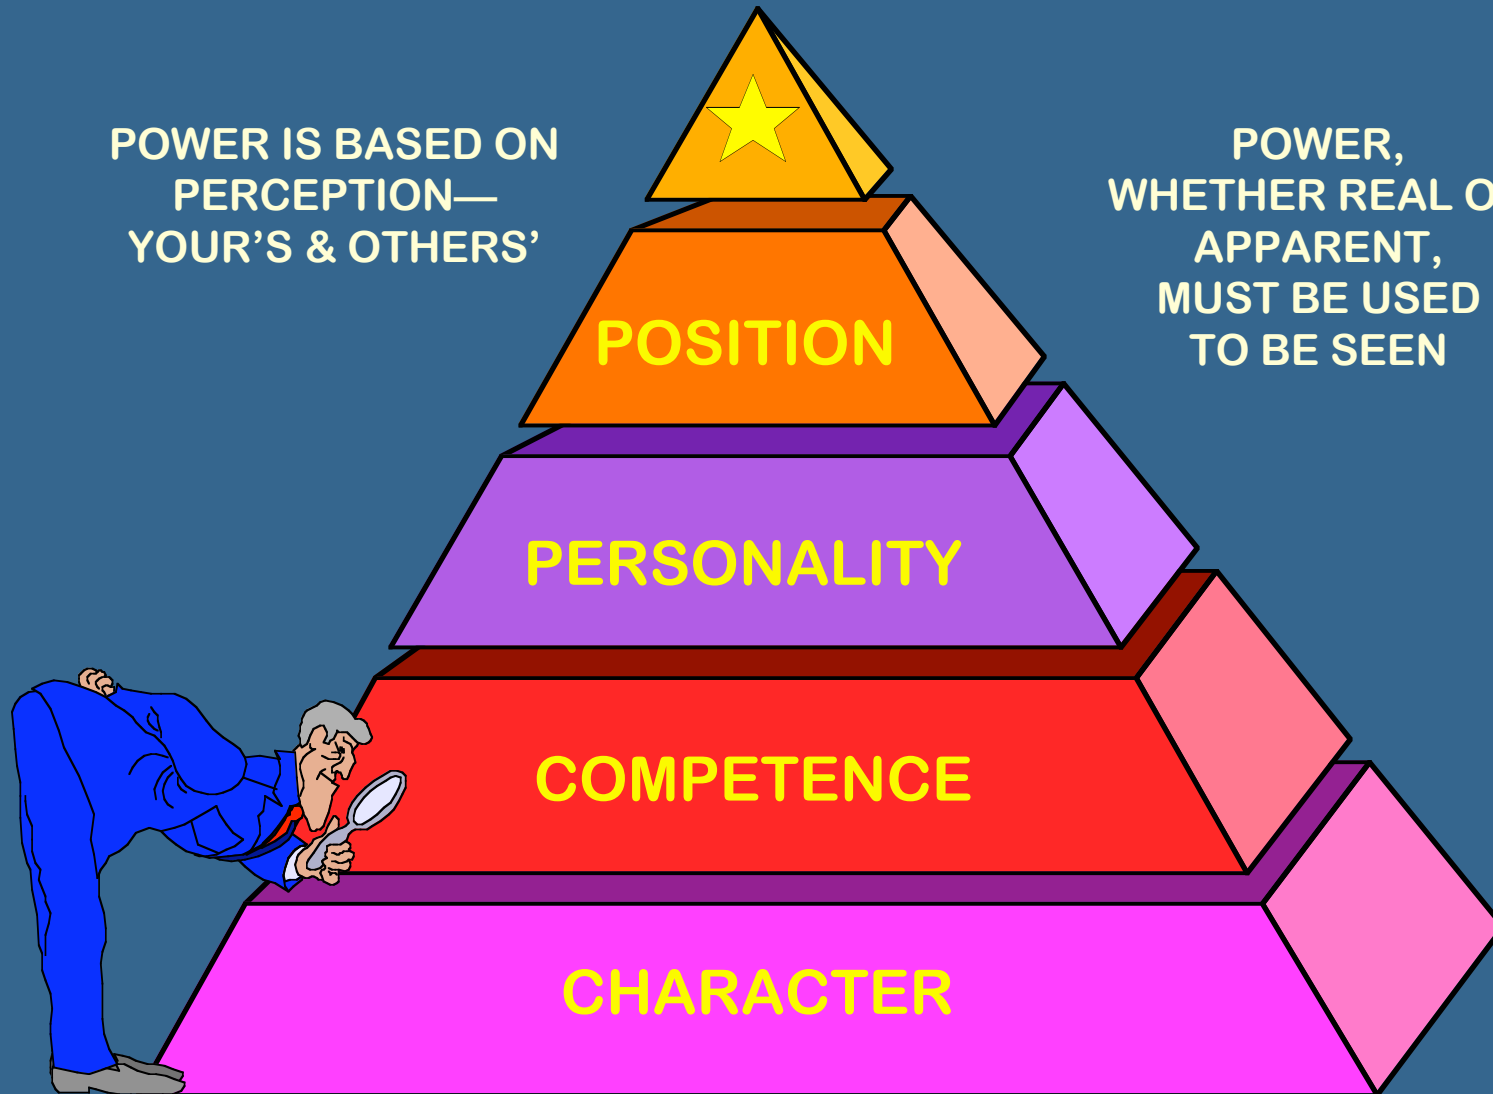 POWER IS BASED ON
PERCEPTION—
YOUR’S & OTHERS’
POWER,
WHETHER REAL O
APPARENT,
MUST BE USED
TO BE SEEN
POSITION
PERSONALITY
COMPETENCE
CHARACTER